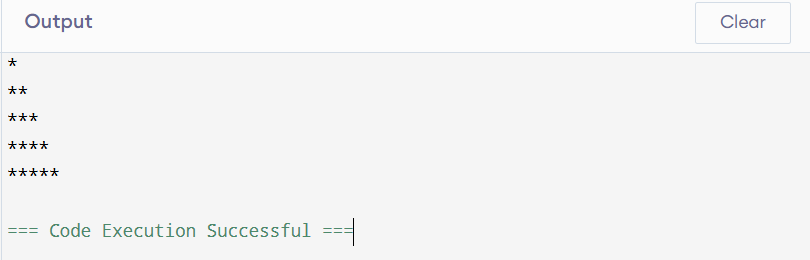 Output
Clear
*
**
***
****
*****
=== Code Execution Successful ===